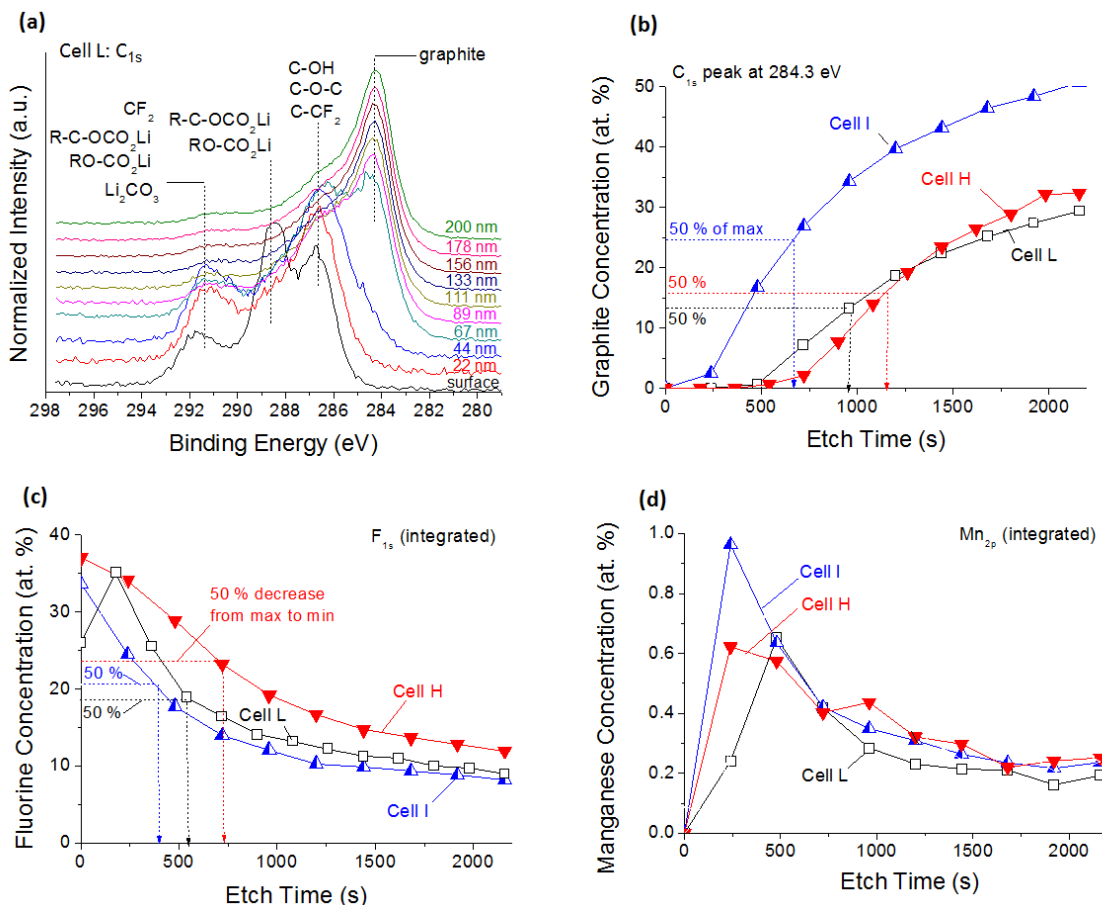 (a)
Cell L: C1s
graphite
C-OH
C-O-C
C-CF2
CF2
R-C-OCO2Li
RO-CO2Li
Li2CO3
R-C-OCO2Li
RO-CO2Li
200 nm
178 nm
156 nm
133 nm
111 nm
89 nm
67 nm
44 nm
22 nm
surface
Normalized Intensity (a.u.)
298 296 294 292 290 288 286 284 282 280
Binding Energy (eV)
(b)
C1s peak at 284.3 eV
Cell I
Cell H
Cell L
50 % of max
50 %
50 %
Graphite Concentration (at. %)
50
40
30
20
10
0
0 500 1000 1500 2000
Etch Time (s)
(c)
F1s (integrated)
50 % decrease
from max to min
50 %
50 %
Cell H
Cell L
Cell I
Fluorine Concentration (at. %)
40
30
20
10
0
0 500 1000 1500 2000
Etch Time (s)
(d)
Mn2p (integrated)
Cell I
Cell H
Cell L
Manganese Concentration (at. %)
1.0
0.8
0.6
0.4
0.2
0.0
0 500 1000 1500 2000
Etch Time (s)